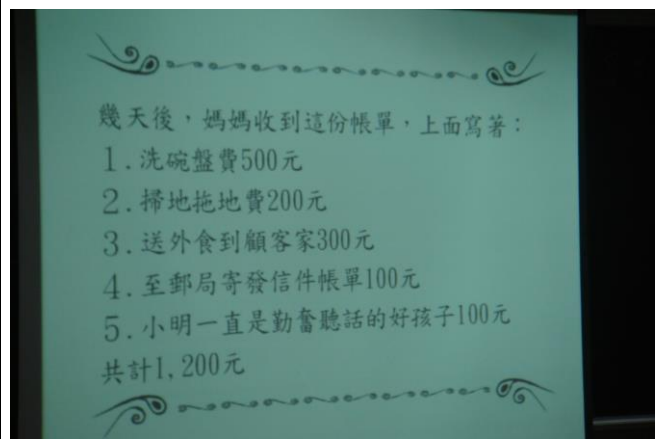 幾天後，媽媽收到這份帳單，上面寫著：
1.洗碗盤費500元
2.掃地拖地費200元
3.送外食到顧客家300元
4.至郵局寄發信件帳單100元
5.小明一直是勤奮聽話的好孩子100元
共計1,200元